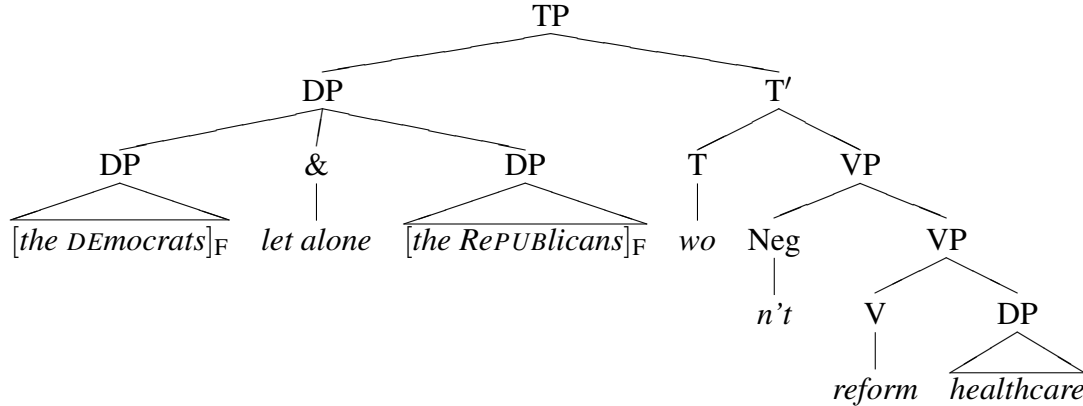 TP
DP T′
DP & DP T VP
[the DEmocrats]F let alone [the RePUBlicans]F wo Neg VP
n't V DP
reform healthcare